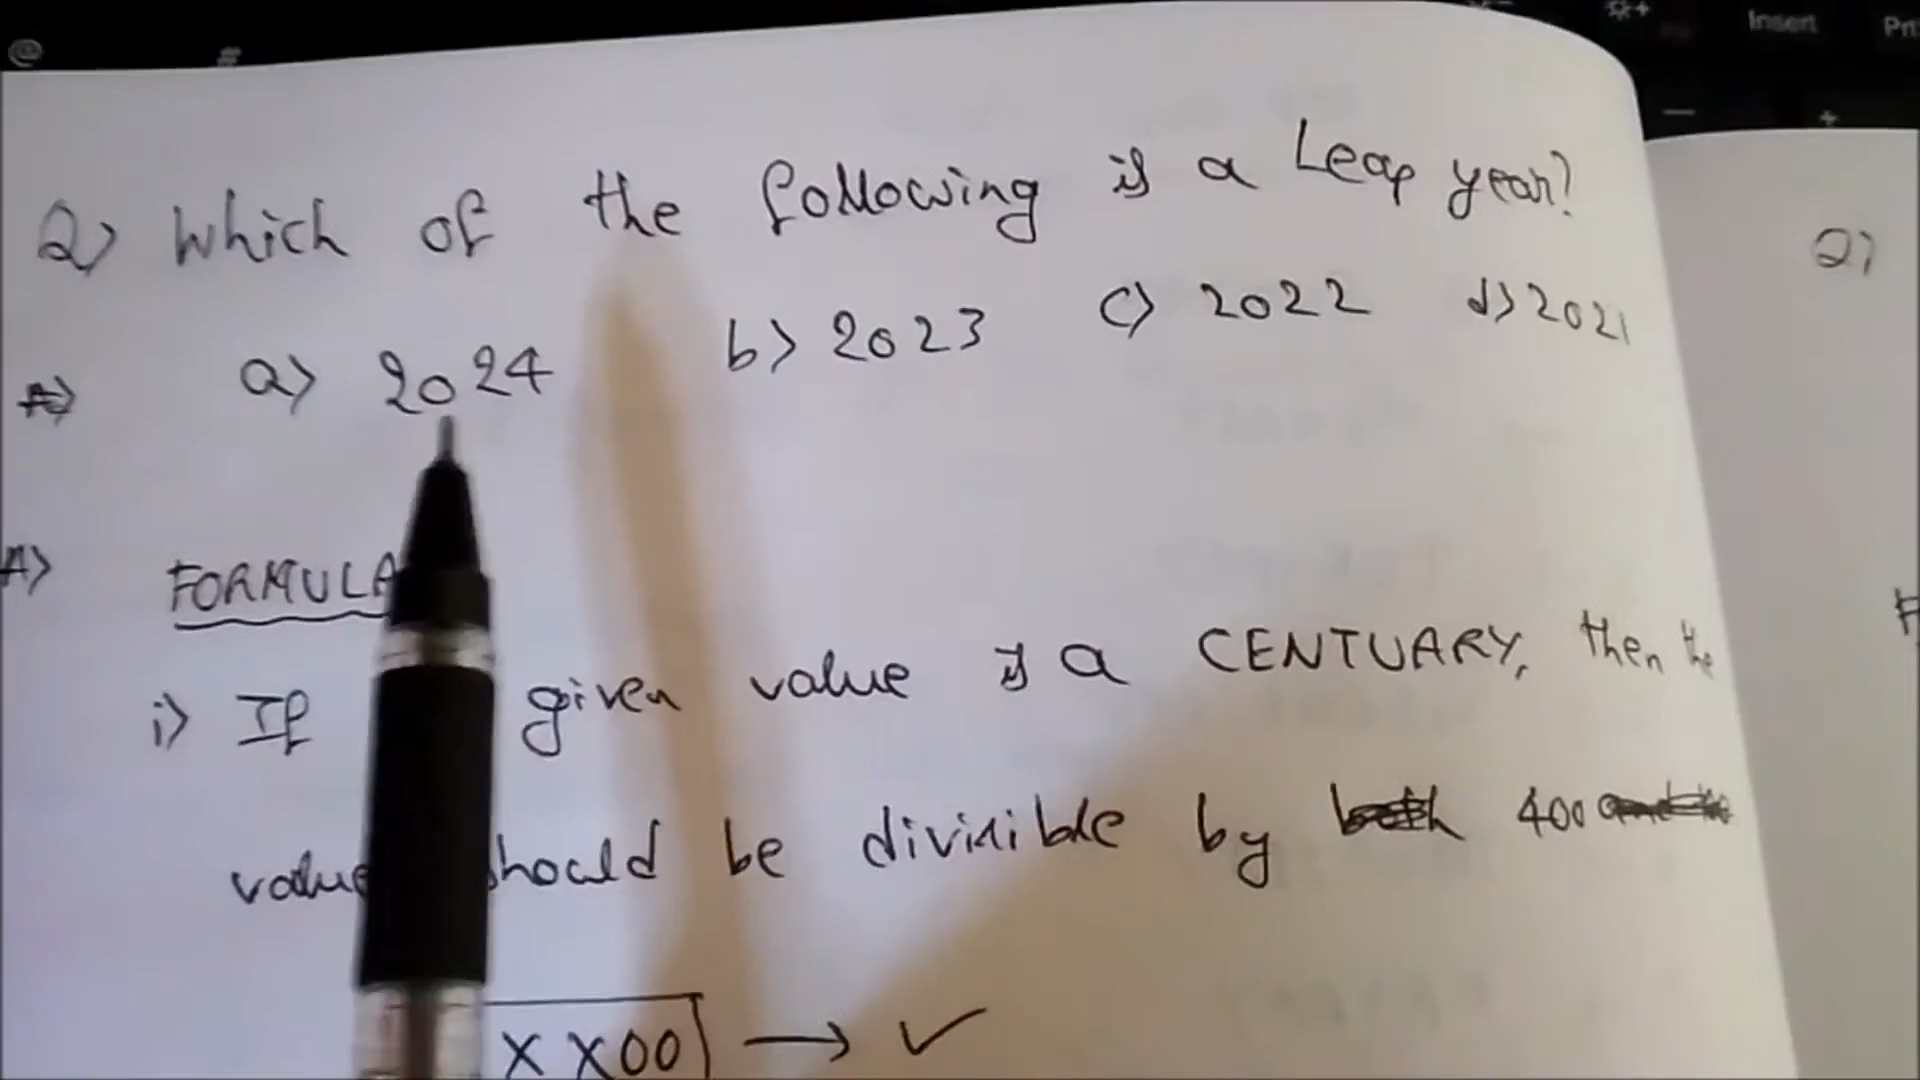 @ #
Insert
Q) Which of the following is a Leap year?
a) 2024 b) 2023 c) 2022 d) 2021
A) FORMULA
i) If given value is a CENTUARY, then the
value should be divisible by 400
XX00 → ✓
Q)